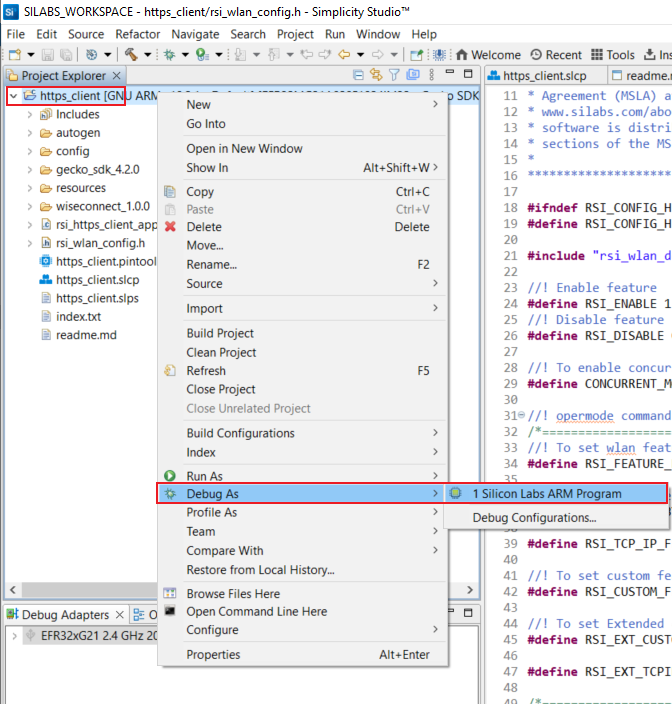 SILABS_WORKSPACE - https_client/rsi_wlan_config.h - Simplicity Studio™
File Edit Source Refactor Navigate Search Project Run Window Help
Welcome Recent Tools Ins
Project Explorer
https_client [GNU ARM
SDK
Includes
autogen
config
gecko_sdk_4.2.0
resources
wiseconnect_1.0.0
rsi_https_client_app
rsi_wlan_config.h
https_client.pintool
https_client.slcp
https_client.slps
index.txt
readme.md
New
Go Into
Open in New Window
Show In Alt+Shift+W
Copy Ctrl+C
Paste Ctrl+V
Delete Delete
Move...
Rename... F2
Source
Import
Build Project
Clean Project
Refresh F5
Close Project
Close Unrelated Project
Build Configurations
Index
Run As
Debug As
Profile As
Team
Compare With
Restore from Local History...
Browse Files Here
Open Command Line Here
Configure
Properties Alt+Enter
1 Silicon Labs ARM Program
Debug Configurations...
Debug Adapters O
EFR32xG21 2.4 GHz 20
https_client.slcp readme.
11 * Agreement (MSLA) a
12 * www.silabs.com/abo
13 * software is distri
14 * sections of the MS
15 *
16 *********************
17
18 #ifndef RSI_CONFIG_H
19 #define RSI_CONFIG_H
20
21 #include "rsi_wlan_d
22
23 //! Enable feature
24 #define RSI_ENABLE 1
25 //! Disable feature
26 #define RSI_DISABLE
27
28 //! To enable concur
29 #define CONCURRENT_M
30
31 //! opermode command
32 /*===================
33 //! To set wlan feat
34 #define RSI_FEATURE_
35
39 #define RSI_TCP_IP_F
40
41 //! To set custom fe
42 #define RSI_CUSTOM_F
43
44 //! To set Extended
45 #define RSI_EXT_CUST
46
47 #define RSI_EXT_TCPI
48
49 /*===================